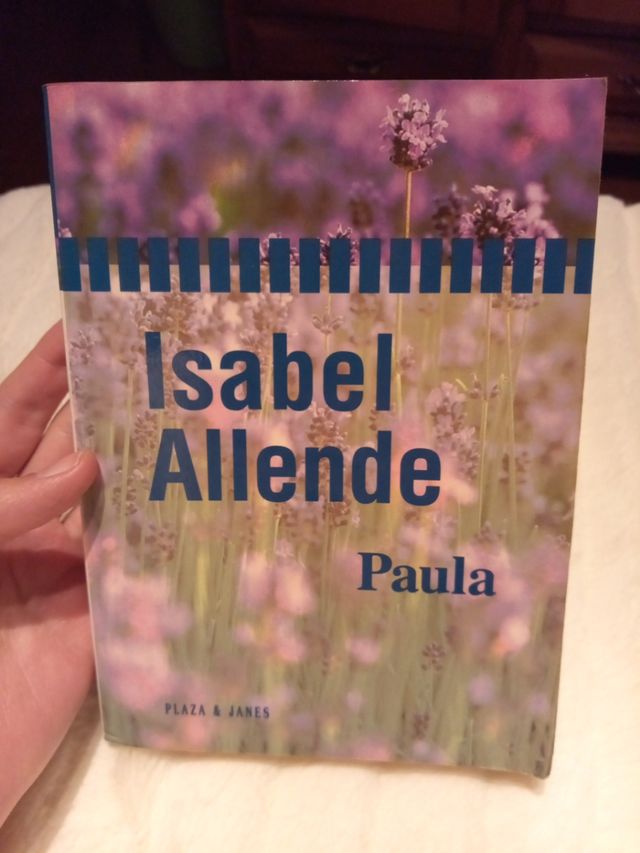 Isabel
Allende
Paula
PLAZA & JANES